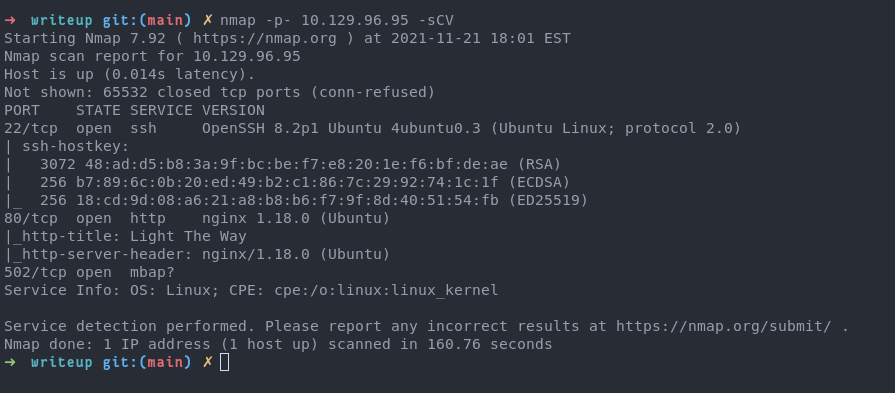 ➜ writeup git:(main) ✗ nmap -p- 10.129.96.95 -sCV
Starting Nmap 7.92 ( https://nmap.org ) at 2021-11-21 18:01 EST
Nmap scan report for 10.129.96.95
Host is up (0.014s latency).
Not shown: 65532 closed tcp ports (conn-refused)
PORT    STATE SERVICE VERSION
22/tcp  open  ssh     OpenSSH 8.2p1 Ubuntu 4ubuntu0.3 (Ubuntu Linux; protocol 2.0)
| ssh-hostkey:
|   3072 48:ad:d5:b8:3a:9f:bc:be:f7:e8:20:1e:f6:bf:de:ae (RSA)
|   256 b7:89:6c:0b:20:ed:49:b2:c1:86:7c:29:92:74:1c:1f (ECDSA)
|_  256 18:cd:9d:08:a6:21:a8:b8:b6:f7:9f:8d:40:51:54:fb (ED25519)
80/tcp  open  http    nginx 1.18.0 (Ubuntu)
|_http-title: Light The Way
|_http-server-header: nginx/1.18.0 (Ubuntu)
502/tcp open  mbap?
Service Info: OS: Linux; CPE: cpe:/o:linux:linux_kernel
Service detection performed. Please report any incorrect results at https://nmap.org/submit/ .
Nmap done: 1 IP address (1 host up) scanned in 160.76 seconds
➜ writeup git:(main) ✗